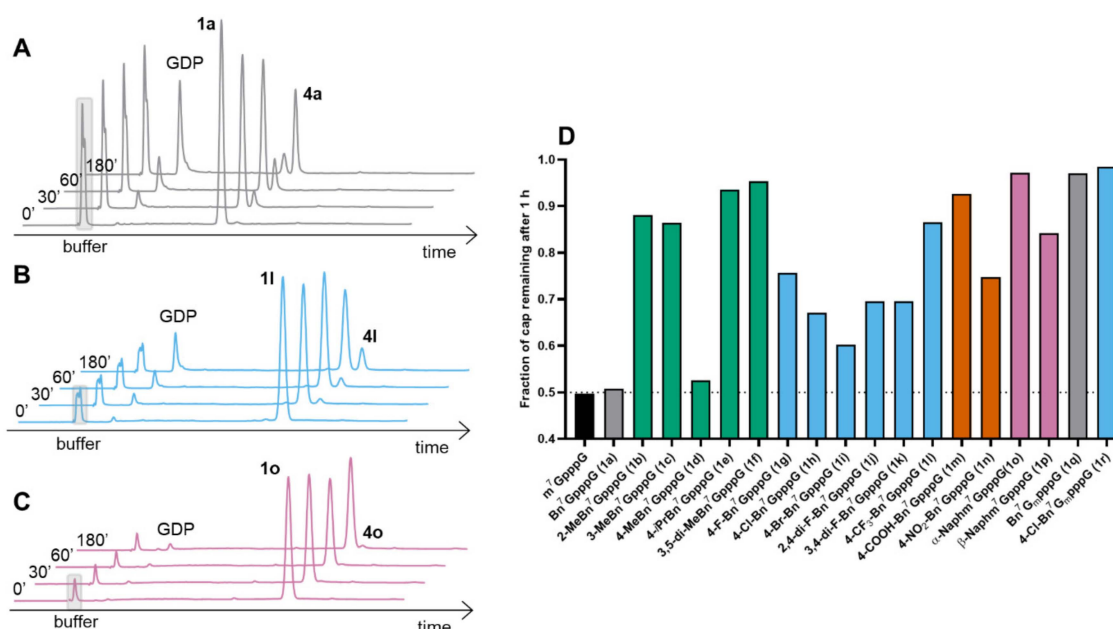 A
1a
GDP
4a
180'
60'
30'
0'
buffer
time
B
1l
GDP
4l
180'
60'
30'
0'
buffer
time
C
1o
GDP
4o
180'
60'
30'
0'
buffer
time
D
Fraction of cap remaining after 1 h
1.0
0.9
0.8
0.7
0.6
0.5
0.4
m⁷GpppG
Bn⁷GpppG (1a)
2-MeBn⁷GpppG (1b)
3-MeBn⁷GpppG (1c)
4-MeBn⁷GpppG (1d)
4-iPrBn⁷GpppG (1e)
3,5-di-MeBn⁷GpppG (1f)
4-F-Bn⁷GpppG (1g)
4-Cl-Bn⁷GpppG (1h)
4-Br-Bn⁷GpppG (1i)
2,4-di-F-Bn⁷GpppG (1j)
3,4-di-F-Bn⁷GpppG (1k)
4-CF₃-Bn⁷GpppG (1l)
4-COOH-Bn⁷GpppG (1m)
4-NO₂-Bn⁷GpppG (1n)
α-Naphm⁷GpppG (1o)
β-Naphm⁷GpppG (1p)
Bn⁷GₘpppG (1q)
4-Cl-Bn⁷GₘpppG (1r)